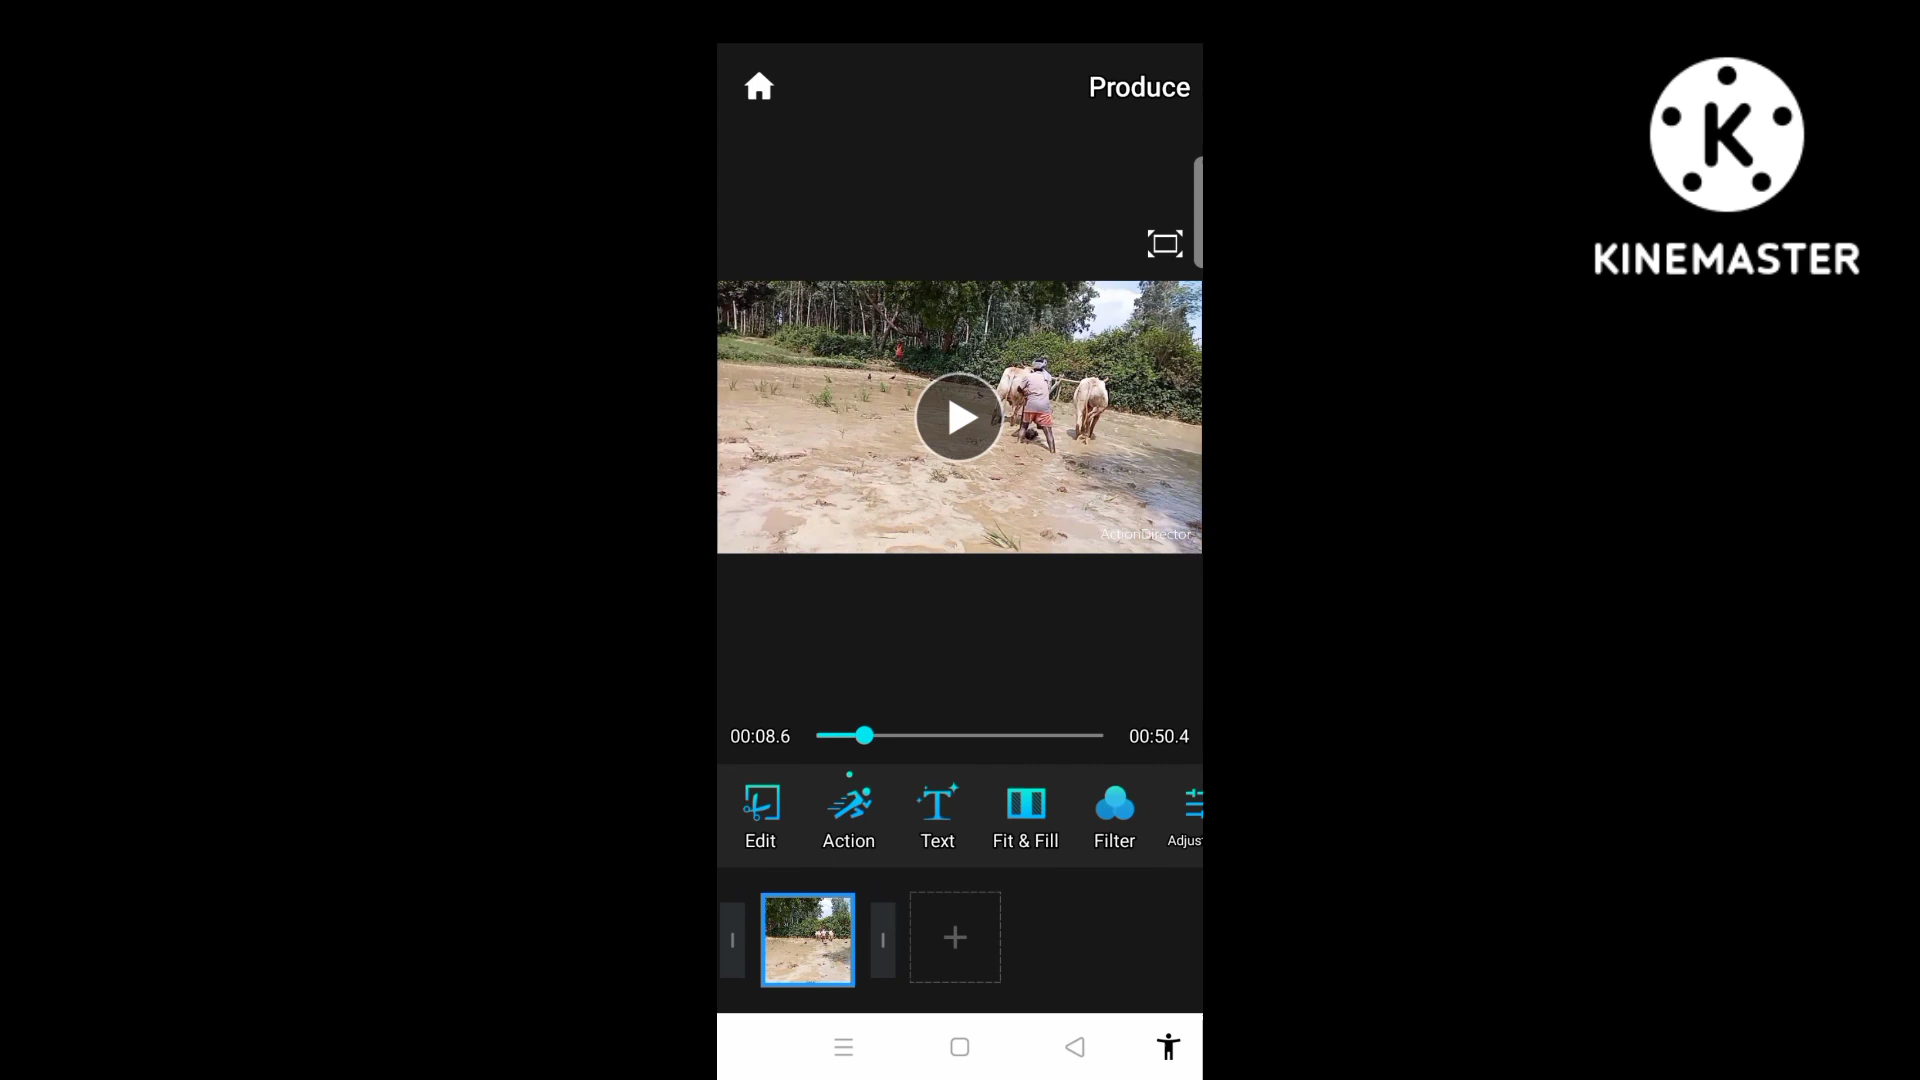 Produce
K
KINEMASTER
ActionDirector
00:08.6
00:50.4
Edit
Action
Text
Fit & Fill
Filter
Adjus